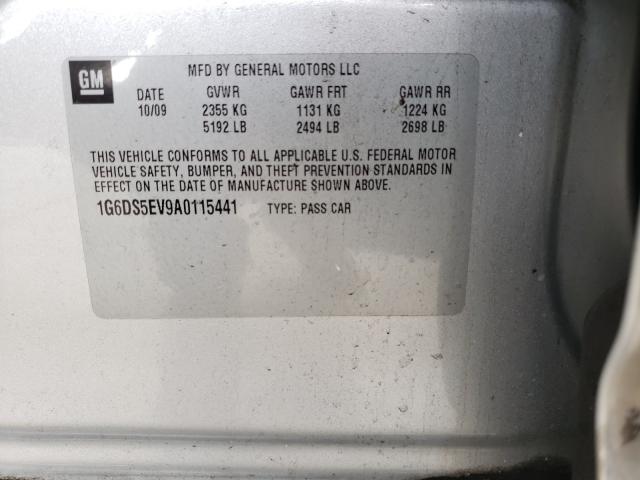 GM MFD BY GENERAL MOTORS LLC
DATE GVWR GAWR FRT GAWR RR
10/09 2355 KG 1131 KG 1224 KG
5192 LB 2494 LB 2698 LB
THIS VEHICLE CONFORMS TO ALL APPLICABLE U.S. FEDERAL MOTOR
VEHICLE SAFETY, BUMPER, AND THEFT PREVENTION STANDARDS IN
EFFECT ON THE DATE OF MANUFACTURE SHOWN ABOVE.
1G6DS5EV9A0115441 TYPE: PASS CAR